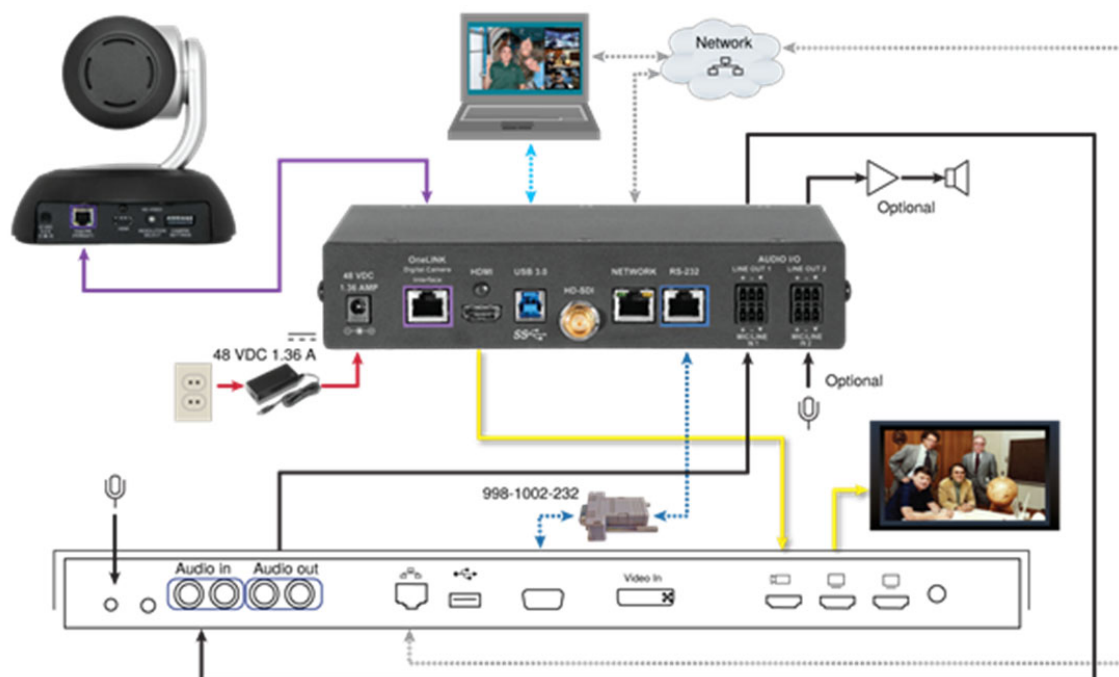 Network
Optional
OneLINK
Digital Camera
Interface
48 VDC
1.36 AMP
HDMI
USB 3.0
HD-SDI
NETWORK
RS-232
AUDIO I/O
LINE OUT 1
LINE OUT 2
MIC/LINE
IN 1
MIC/LINE
IN 2
48 VDC 1.36 A
Optional
998-1002-232
Audio in
Audio out
Video In